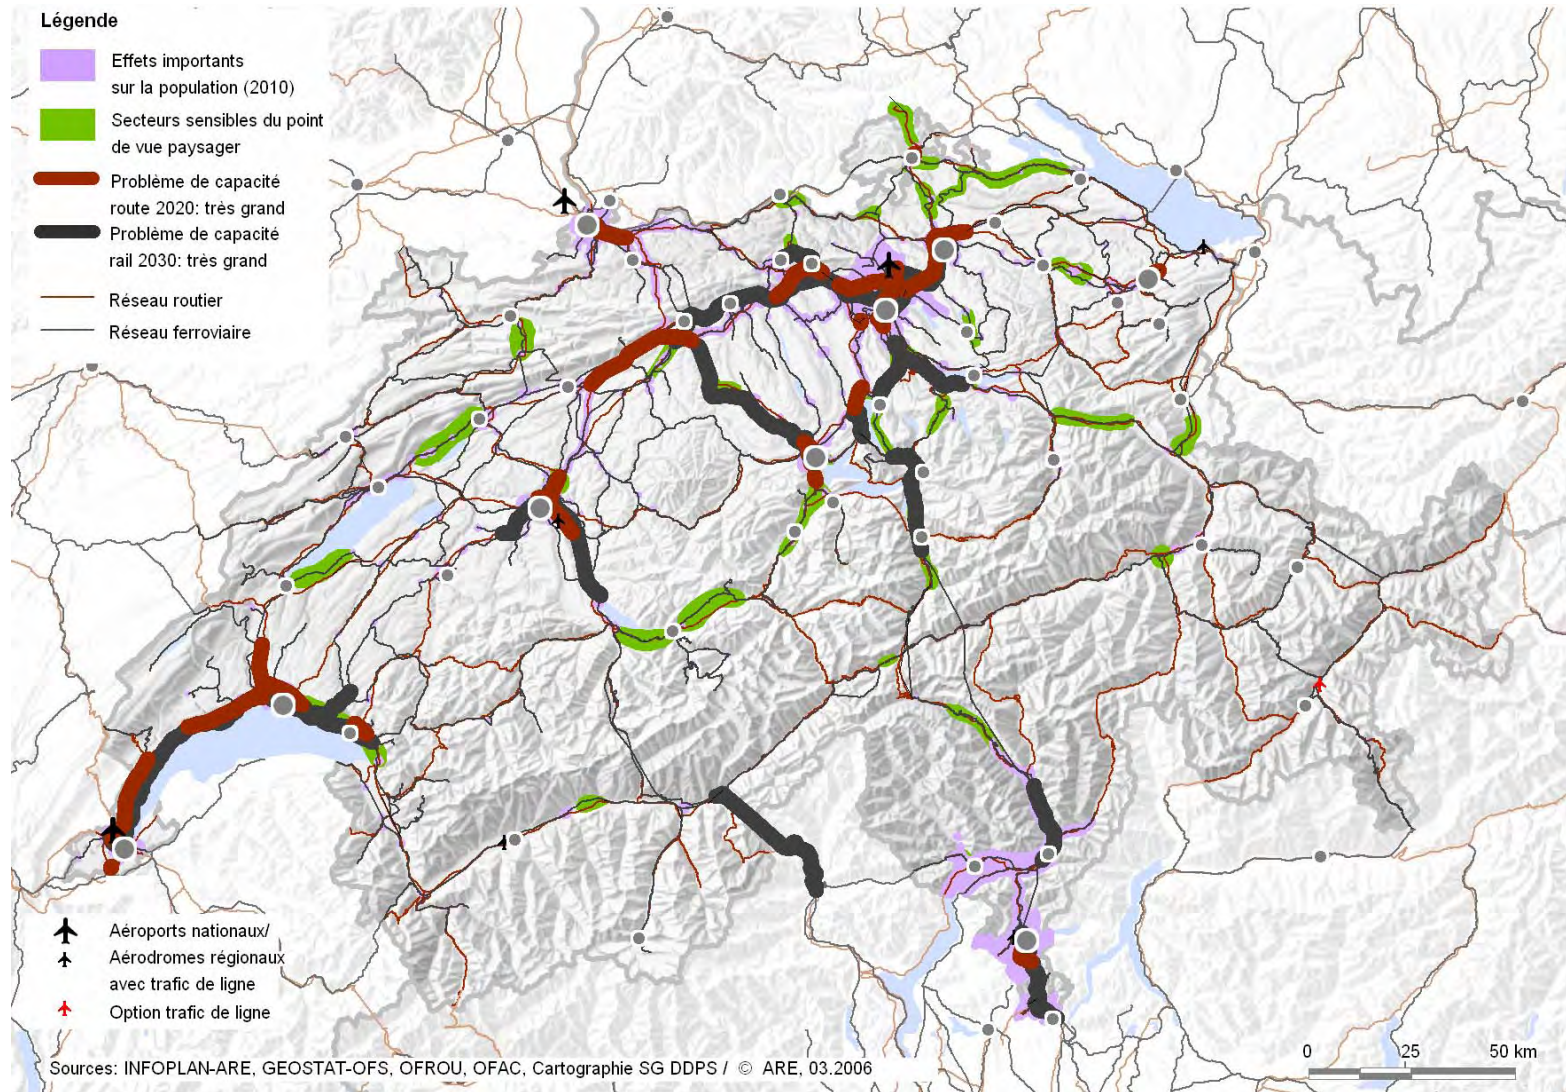 Légende
Effets importants
sur la population (2010)
Secteurs sensibles du point
de vue paysager
Problème de capacité
route 2020: très grand
Problème de capacité
rail 2030: très grand
Réseau routier
Réseau ferroviaire
Aéroports nationaux/
Aérodromes régionaux
avec trafic de ligne
Option trafic de ligne
0 25 50 km
Sources: INFOPLAN-ARE, GEOSTAT-OFS, OFROU, OFAC, Cartographie SG DDPS / © ARE, 03.2006